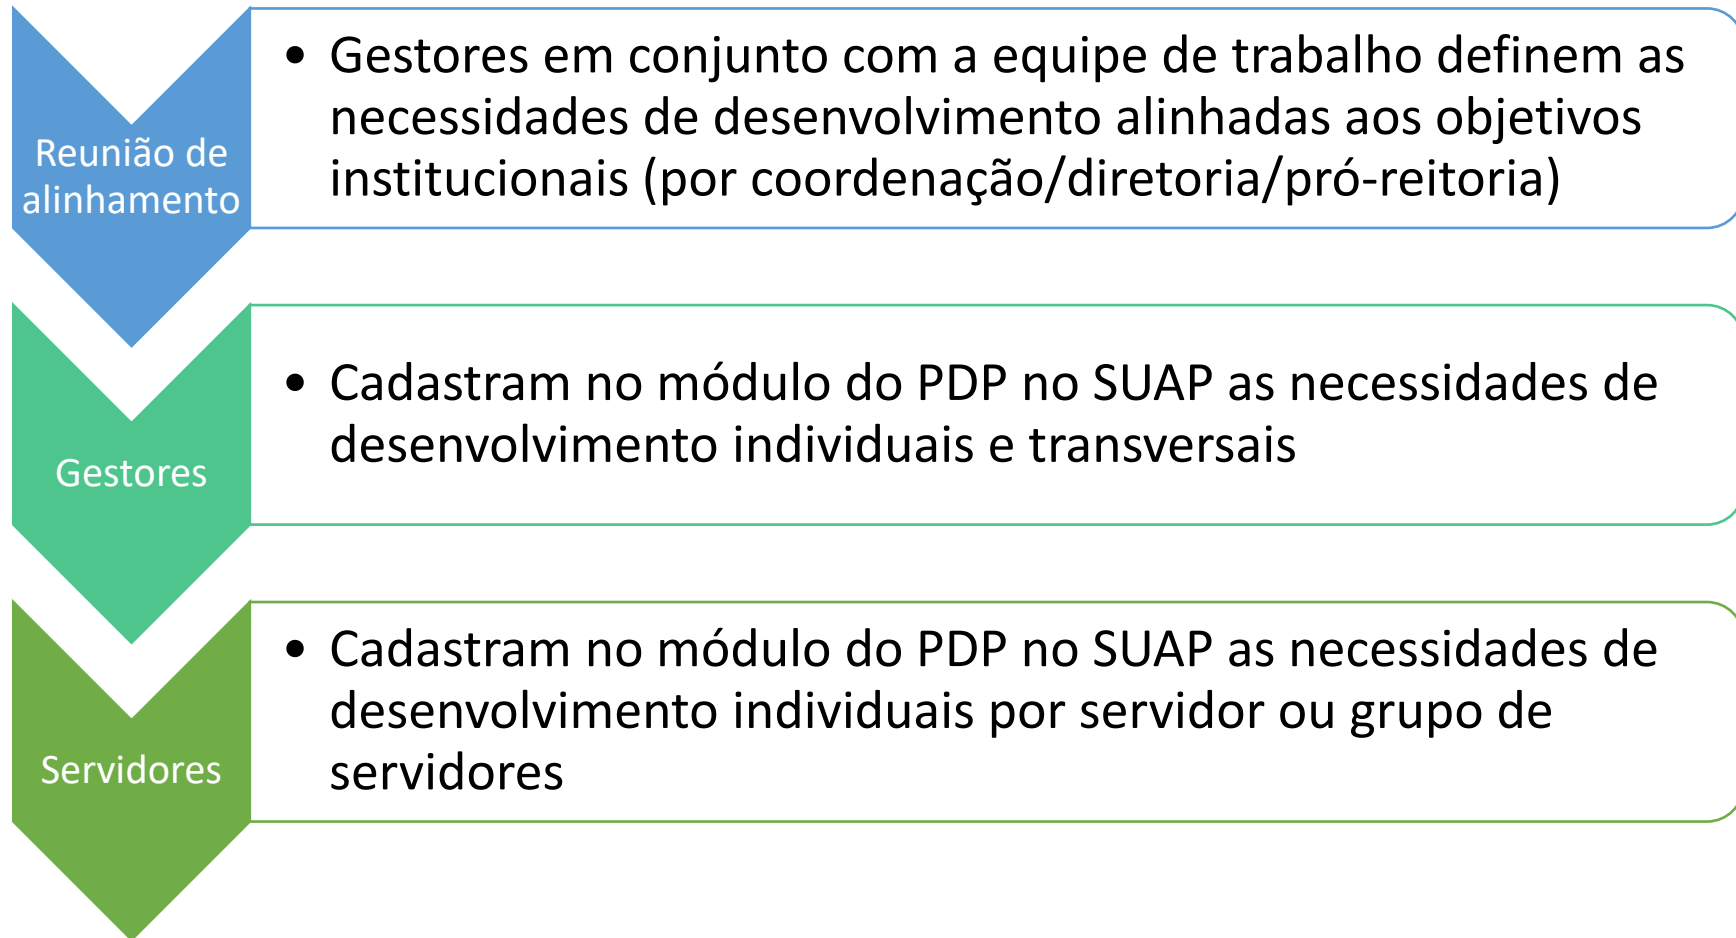 Reunião de
alinhamento
• Gestores em conjunto com a equipe de trabalho definem as
necessidades de desenvolvimento alinhadas aos objetivos
institucionais (por coordenação/diretoria/pró-reitoria)
Gestores
• Cadastram no módulo do PDP no SUAP as necessidades de
desenvolvimento individuais e transversais
Servidores
• Cadastram no módulo do PDP no SUAP as necessidades de
desenvolvimento individuais por servidor ou grupo de
servidores